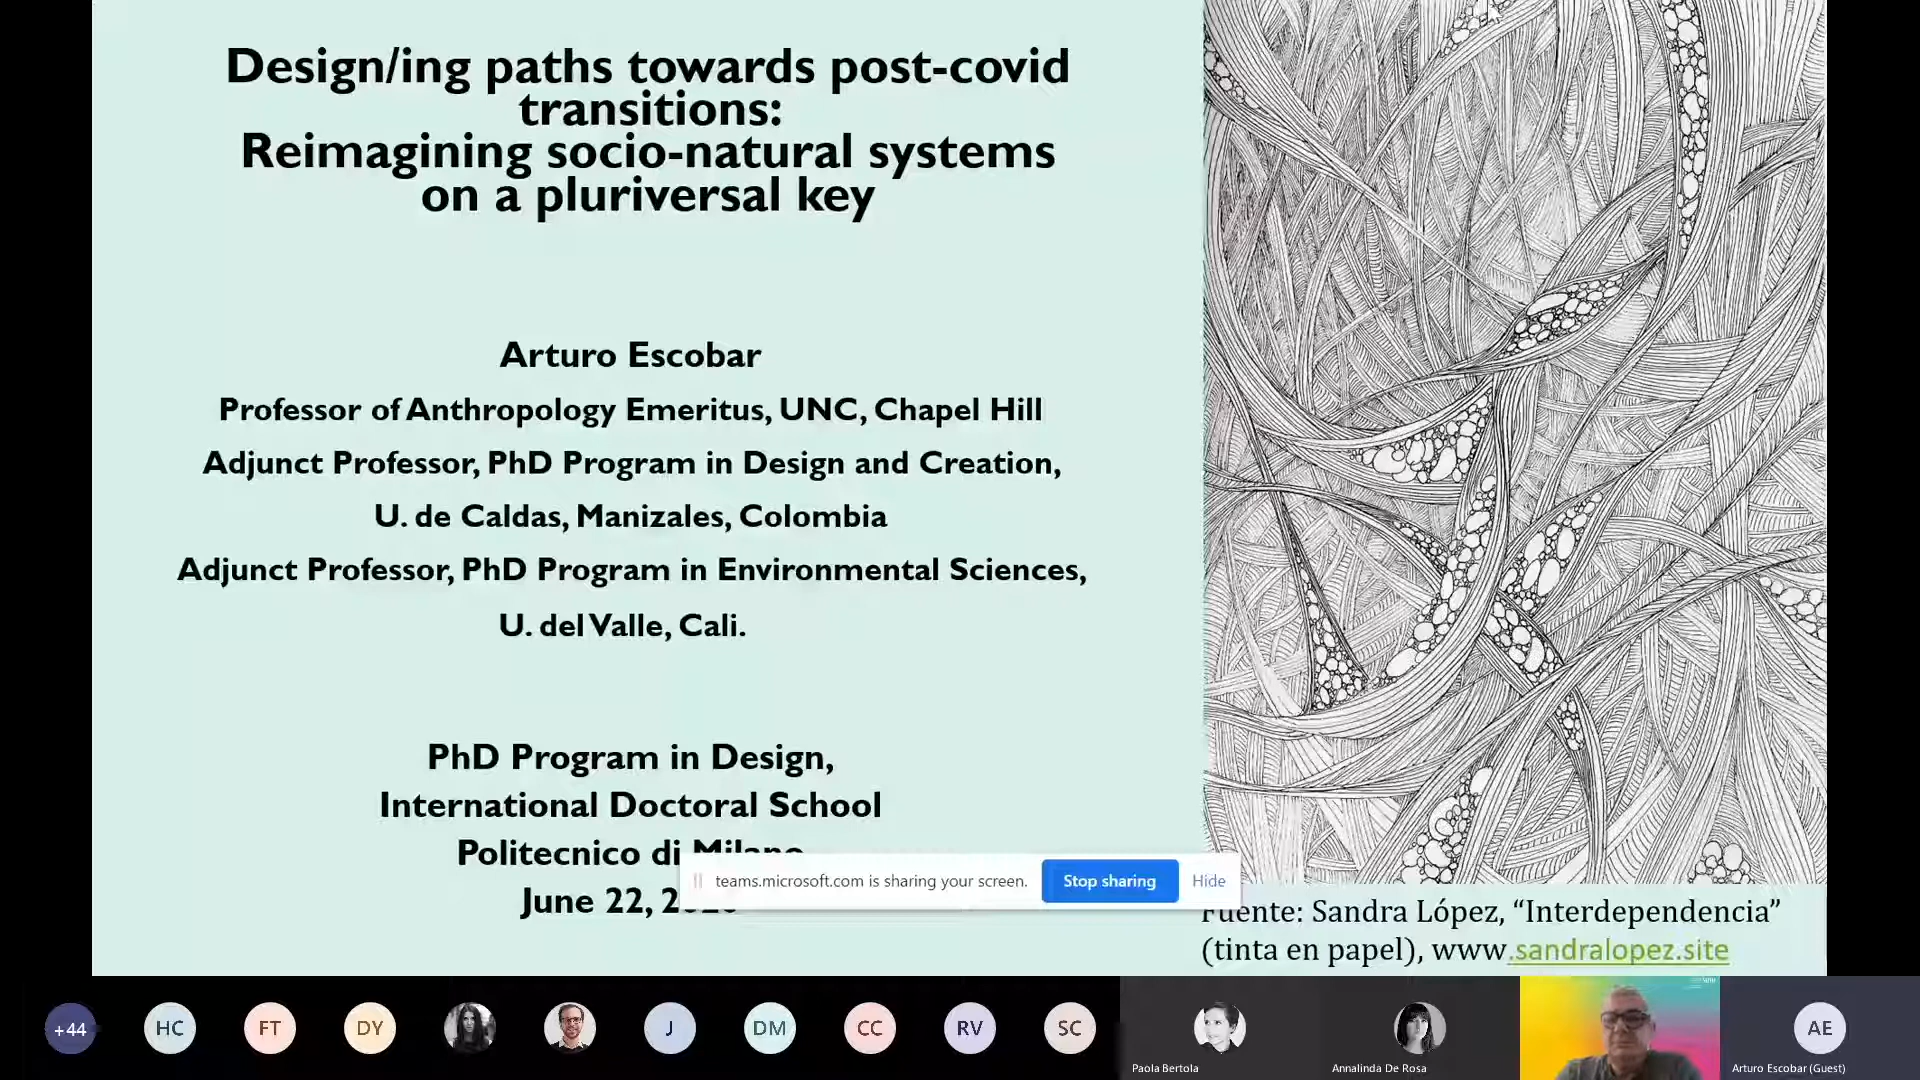 Design/ing paths towards post-covid
transitions:
Reimagining socio-natural systems
on a pluriversal key
Arturo Escobar
Professor of Anthropology Emeritus, UNC, Chapel Hill
Adjunct Professor, PhD Program in Design and Creation,
U. de Caldas, Manizales, Colombia
Adjunct Professor, PhD Program in Environmental Sciences,
U. del Valle, Cali.
PhD Program in Design,
International Doctoral School
Politecnico di Milano
June 22,
teams.microsoft.com is sharing your screen.
Stop sharing
Hide
Fuente: Sandra López, “Interdependencia”
(tinta en papel), www.sandralopez.site
+44
HC
FT
DY
J
DM
CC
RV
SC
Paola Bertola
Annalinda De Rosa
AE
Arturo Escobar (Guest)